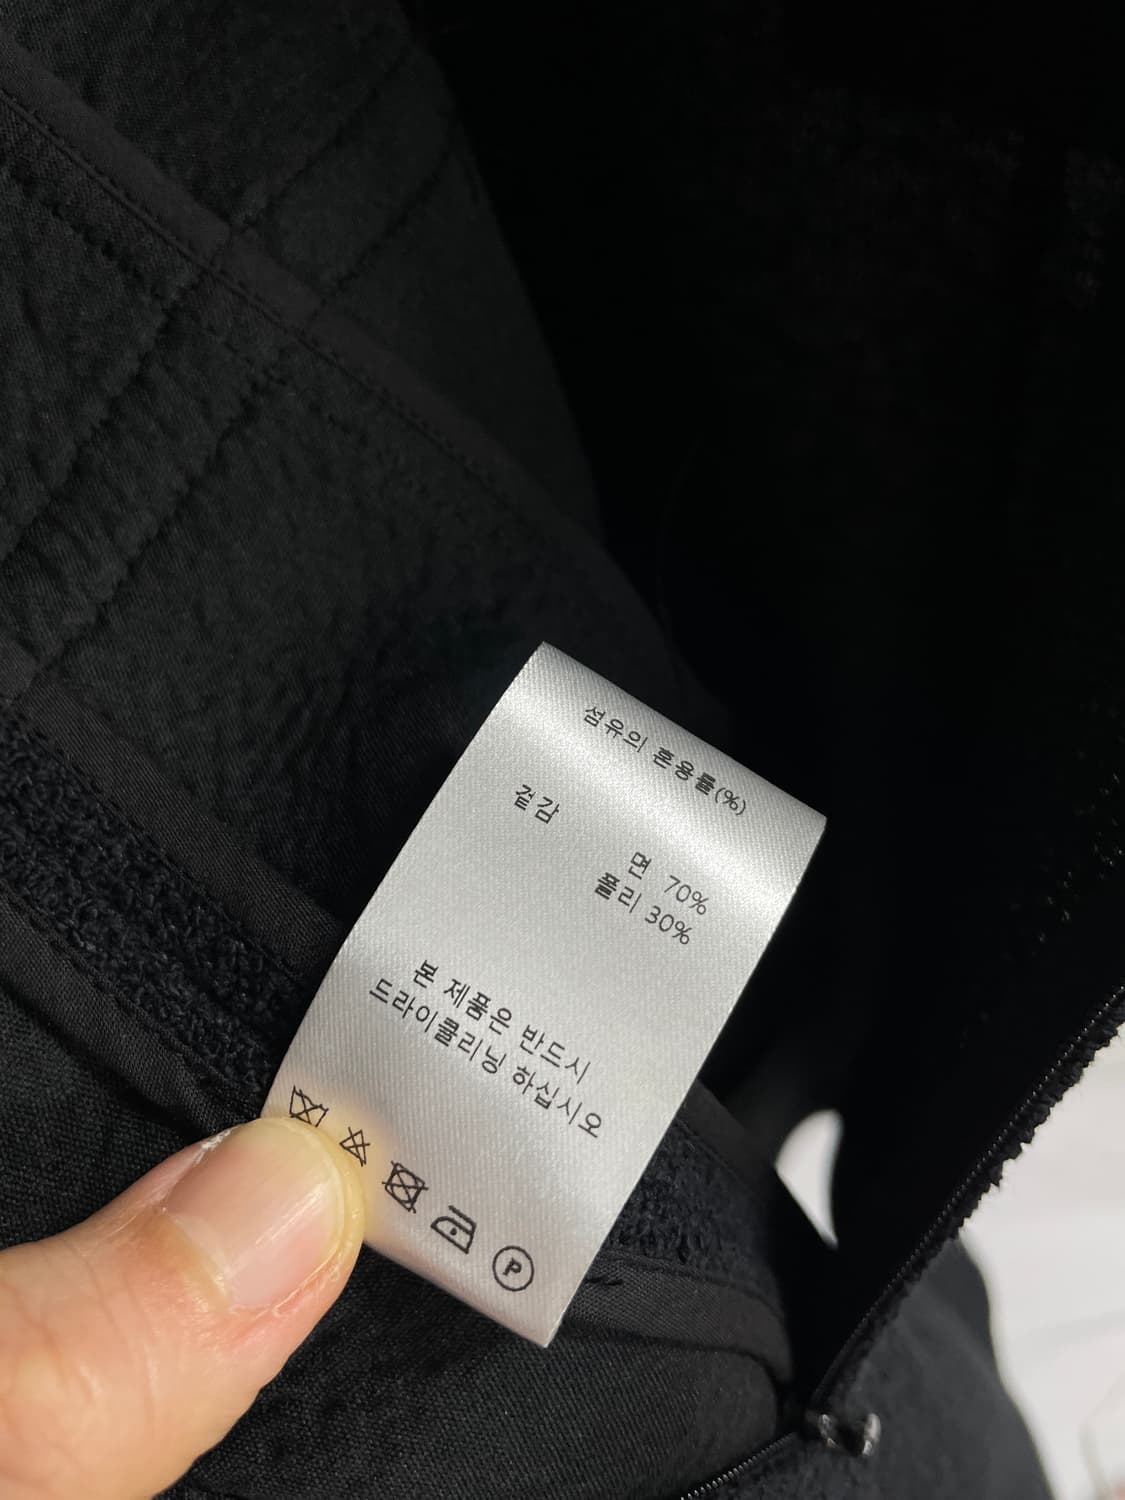 섬유의 혼용률(%)
겉감
면 70%
폴리 30%
본 제품은 반드시
드라이클리닝 하십시오
P